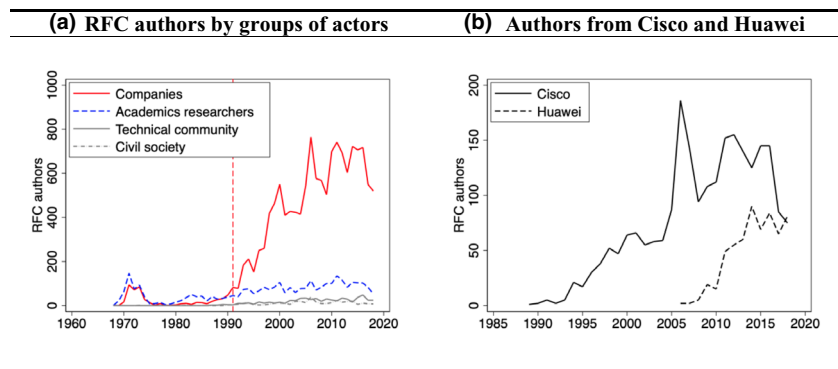 (a) RFC authors by groups of actors
(b) Authors from Cisco and Huawei
RFC authors
1000
800
600
400
200
0
Companies
Academics researchers
Technical community
Civil society
1960 1970 1980 1990 2000 2010 2020
RFC authors
200
150
100
50
0
Cisco
Huawei
1985 1990 1995 2000 2005 2010 2015 2020